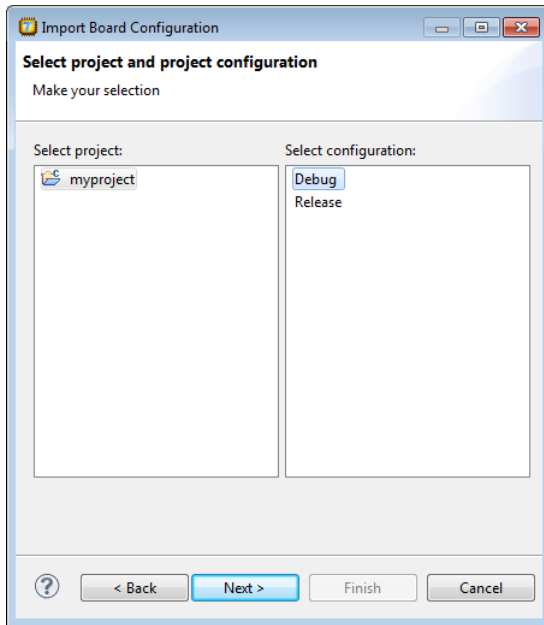 Import Board Configuration
Select project and project configuration
Make your selection
Select project:
Select configuration:
myproject
Debug
Release
< Back
Next >
Finish
Cancel